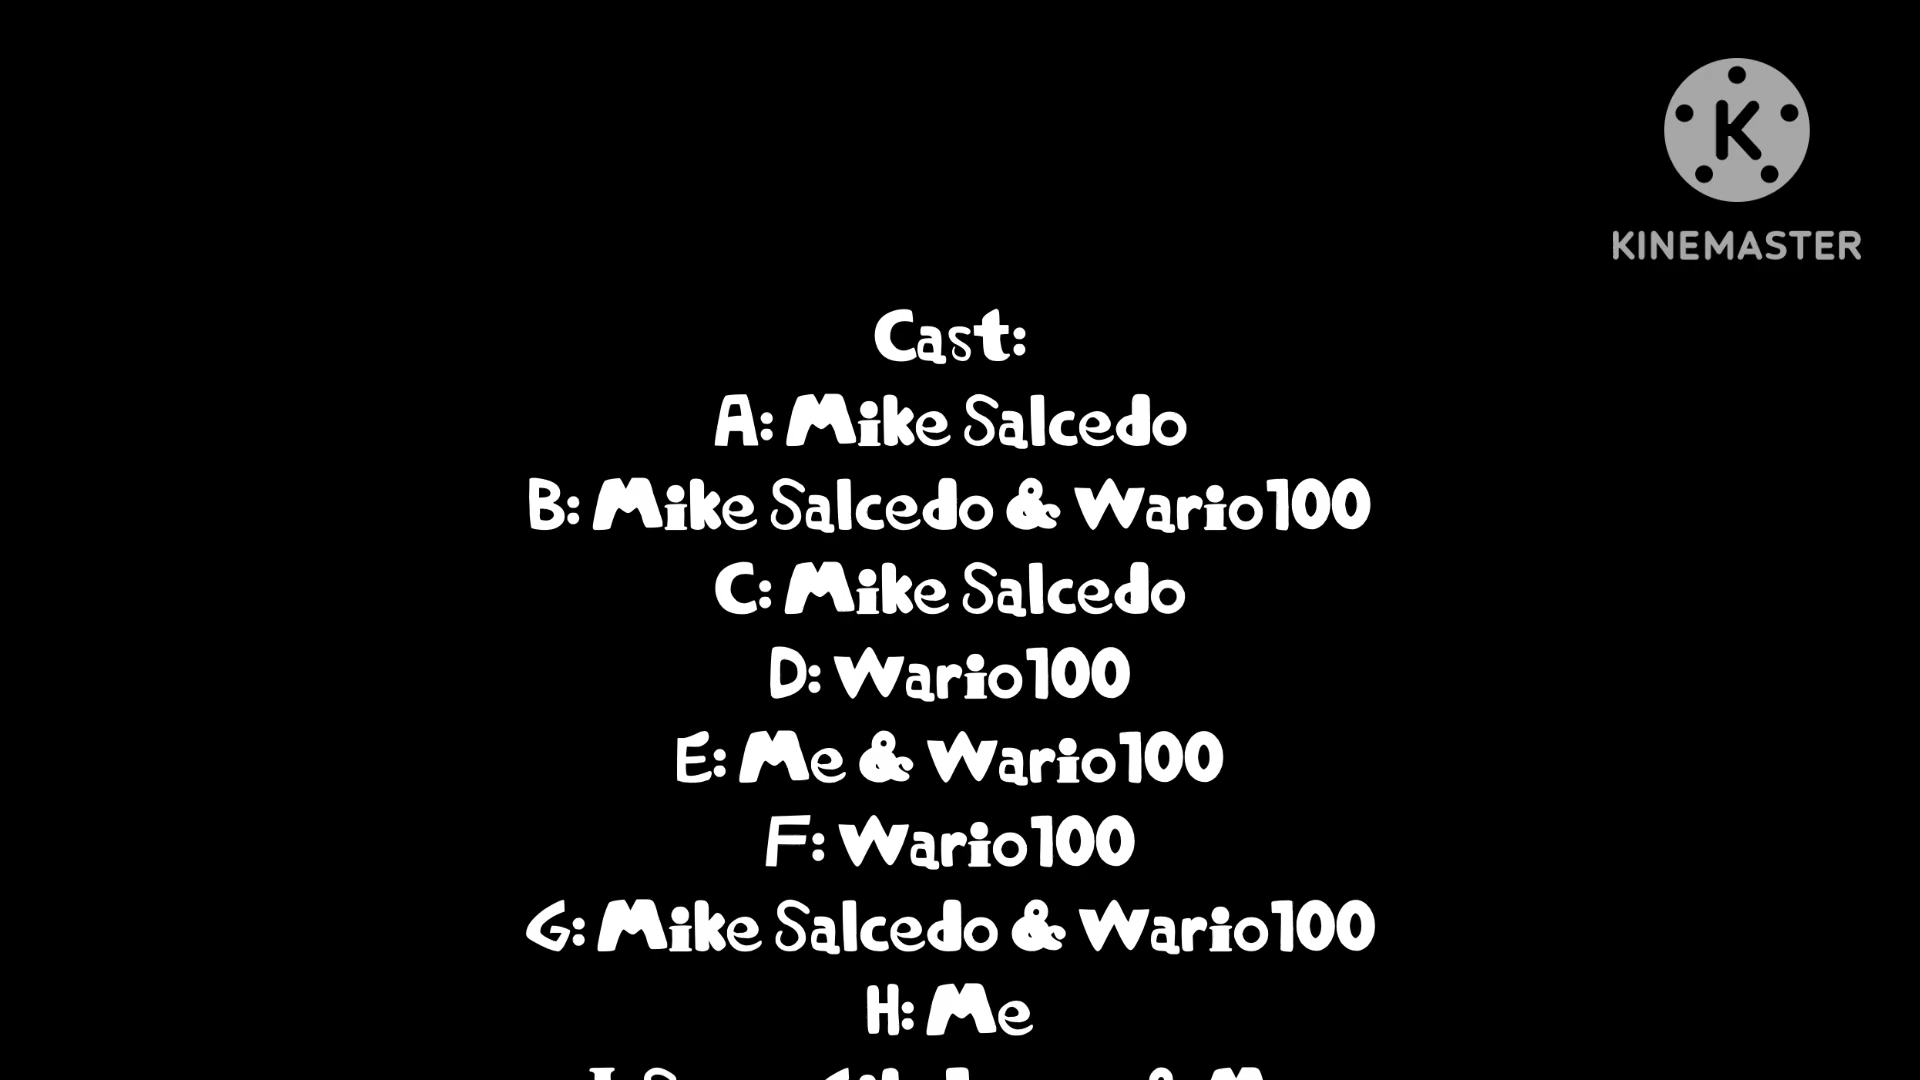 K
KINEMASTER
Cast:
A: Mike Salcedo
B: Mike Salcedo & Wario100
C: Mike Salcedo
D: Wario100
E: Me & Wario100
F: Wario100
G: Mike Salcedo & Wario100
H: Me